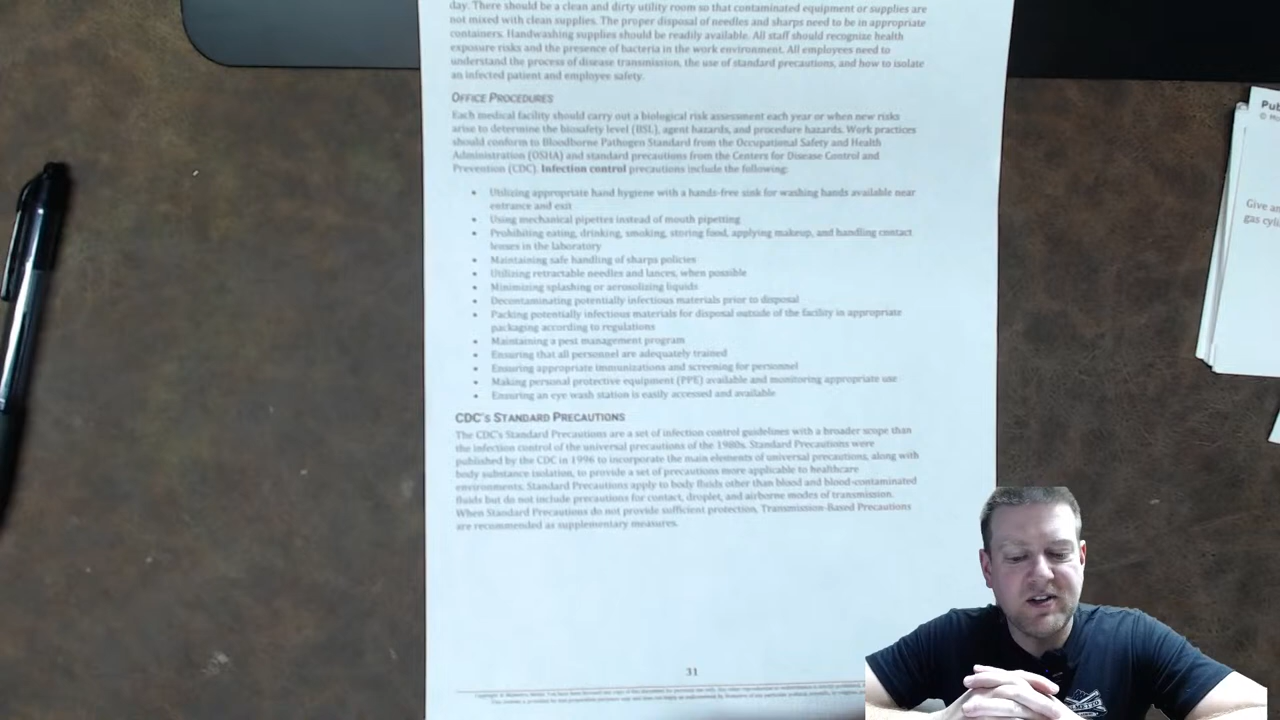 day. There should be a clean and dirty utility room so that contaminated equipment or supplies are
not mixed with clean supplies. The proper disposal of needles and sharps need to be in appropriate
containers. Handwashing supplies should be readily available. All staff should recognize health
exposure risks and the presence of bacteria in the work environment. All employees need to
understand the process of disease transmission, the use of standard precautions, and how to isolate
an infected patient and employee safety.
OFFICE PROCEDURES
Each medical facility should carry out a biological risk assessment each year or when new risks
arise to determine the biosafety level (BSL), agent hazards, and procedure hazards. Work practices
should conform to Bloodborne Pathogen Standard from the Occupational Safety and Health
Administration (OSHA) and standard precautions from the Centers for Disease Control and
Prevention (CDC). Infection control precautions include the following:
• Utilizing appropriate hand hygiene with a hands-free sink for washing hands available near
entrance and exit
• Using mechanical pipettes instead of mouth pipetting
• Prohibiting eating, drinking, smoking, storing food, applying makeup, and handling contact
lenses in the laboratory
• Maintaining safe handling of sharps policies
• Utilizing retractable needles and lances, when possible
• Minimizing splashing or aerosolizing liquids
• Decontaminating potentially infectious materials prior to disposal
• Packing potentially infectious materials for disposal outside of the facility in appropriate
packaging according to regulations
• Maintaining a pest management program
• Ensuring that all personnel are adequately trained
• Ensuring appropriate immunizations and screening for personnel
• Making personal protective equipment (PPE) available and monitoring appropriate use
• Ensuring an eye wash station is easily accessed and available
CDC'S STANDARD PRECAUTIONS
The CDC's Standard Precautions are a set of infection control guidelines with a broader scope than
the infection control of the universal precautions of the 1980s. Standard Precautions were
published by the CDC in 1996 to incorporate the main elements of universal precautions, along with
body substance isolation, to provide a set of precautions more applicable to healthcare
environments. Standard Precautions apply to body fluids other than blood and blood-contaminated
fluids but do not include precautions for contact, droplet, and airborne modes of transmission.
When Standard Precautions do not provide sufficient protection, Transmission-Based Precautions
are recommended as supplementary measures.
31
Pub
Give an
gas cyli